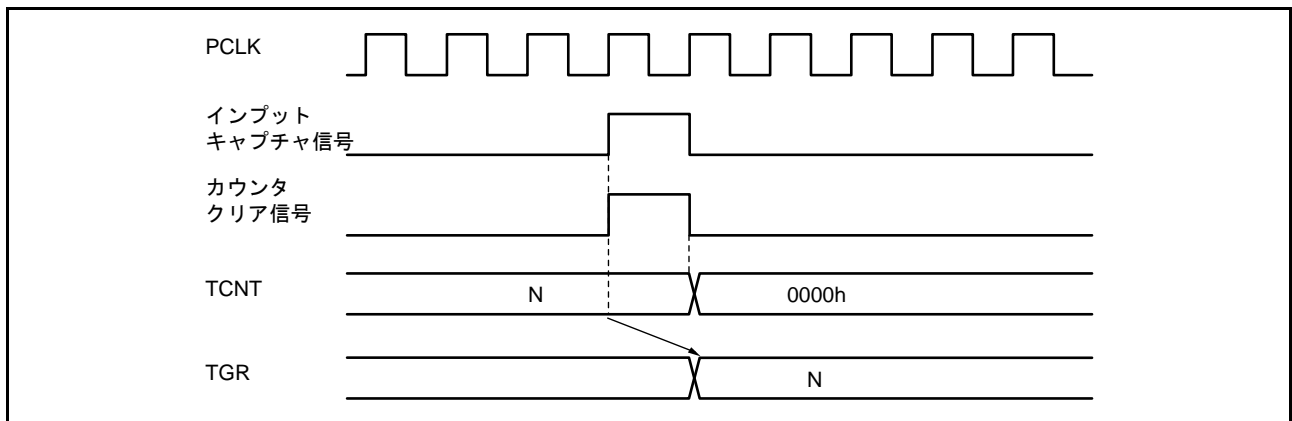 PCLK
インプット
キャプチャ信号
カウンタ
クリア信号
TCNT
N
0000h
TGR
N